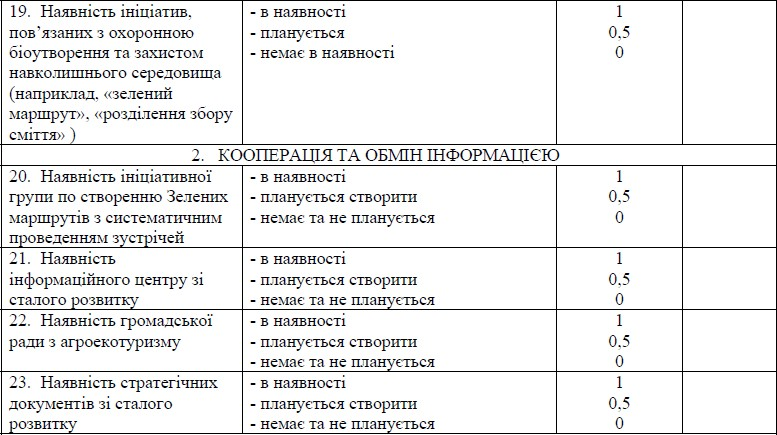 19. Наявність ініціатив,
пов’язаних з охоронною
біоутворення та захистом
навколишнього середовища
(наприклад, «зелений
маршрут», «розділення збору
сміття» )
- в наявності
- планується
- немає в наявності
1
0,5
0
2. КООПЕРАЦІЯ ТА ОБМІН ІНФОРМАЦІЄЮ
20. Наявність ініціативної
групи по створенню Зелених
маршрутів з систематичним
проведенням зустрічей
- в наявності
- планується створити
- немає та не планується
1
0,5
0
21. Наявність
інформаційного центру зі
сталого розвитку
- в наявності
- планується створити
- немає та не планується
1
0,5
0
22. Наявність громадської
ради з агроекотуризму
- в наявності
- планується створити
- немає та не планується
1
0,5
0
23. Наявність стратегічних
документів зі сталого
розвитку
- в наявності
- планується створити
- немає та не планується
1
0,5
0